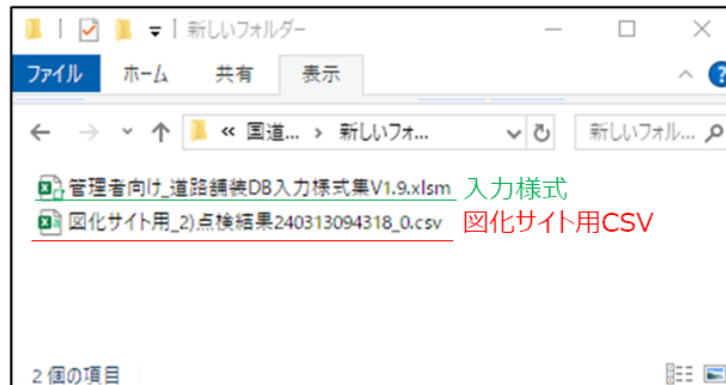 新しいフォルダー
ファイル ホーム 共有 表示
« 国道... › 新しいフォ... 新しいフォル...
管理者向け_道路舗装DB入力様式集V1.9.xlsm 入力様式
図化サイト用_2)点検結果240313094318_0.csv 図化サイト用CSV
2 個の項目